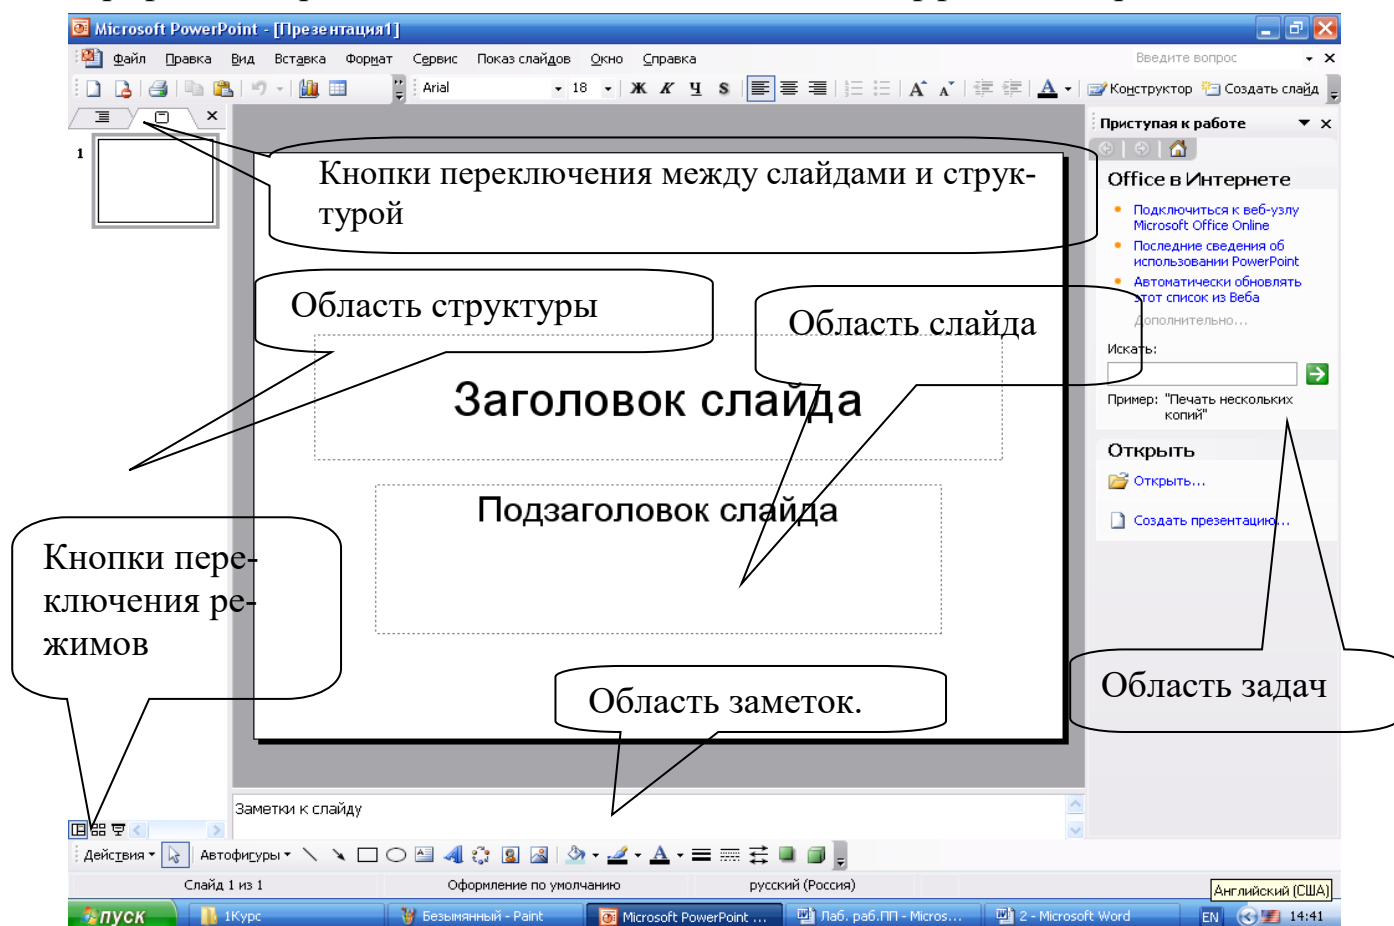 Microsoft PowerPoint - [Презентация1]
Файл Правка Вид Вставка Формат Сервис Показ слайдов Окно Справка Введите вопрос
Arial 18 Ж К Ч S Конструктор Создать слайд
Приступая к работе
1
Кнопки переключения между слайдами и струк-
турой
Office в Интернете
Подключиться к веб-узлу
Microsoft Office Online
Последние сведения об
использовании PowerPoint
Автоматически обновлять
этот список из Веба
Дополнительно...
Искать:
Пример: "Печать нескольких
копий"
Открыть
Открыть...
Создать презентацию...
Область структуры
Область слайда
Заголовок слайда
Подзаголовок слайда
Кнопки пере-
ключения ре-
жимов
Область заметок.
Область задач
Заметки к слайду
Действия Автофигуры
Слайд 1 из 1 Оформление по умолчанию русский (Россия)
Английский (США)
пуск 1Курс Безымянный - Paint Microsoft PowerPoint ... Лаб. раб.ПП - Micros... 2 - Microsoft Word EN 14:41